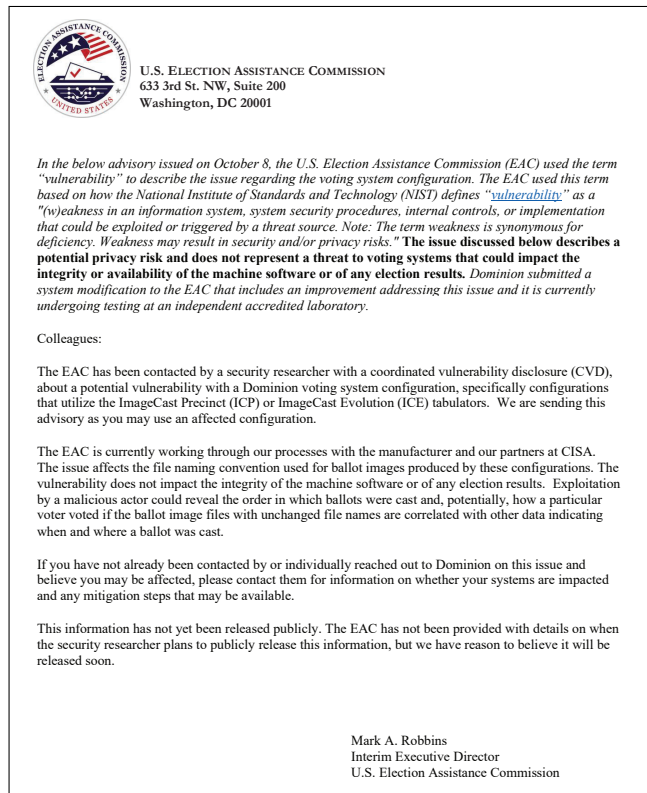 ELECTION ASSISTANCE COMMISSION
UNITED STATES
U.S. ELECTION ASSISTANCE COMMISSION
633 3rd St. NW, Suite 200
Washington, DC 20001
In the below advisory issued on October 8, the U.S. Election Assistance Commission (EAC) used the term
“vulnerability” to describe the issue regarding the voting system configuration. The EAC used this term
based on how the National Institute of Standards and Technology (NIST) defines “vulnerability” as a
"(w)eakness in an information system, system security procedures, internal controls, or implementation
that could be exploited or triggered by a threat source. Note: The term weakness is synonymous for
deficiency. Weakness may result in security and/or privacy risks." The issue discussed below describes a
potential privacy risk and does not represent a threat to voting systems that could impact the
integrity or availability of the machine software or of any election results. Dominion submitted a
system modification to the EAC that includes an improvement addressing this issue and it is currently
undergoing testing at an independent accredited laboratory.
Colleagues:
The EAC has been contacted by a security researcher with a coordinated vulnerability disclosure (CVD),
about a potential vulnerability with a Dominion voting system configuration, specifically configurations
that utilize the ImageCast Precinct (ICP) or ImageCast Evolution (ICE) tabulators. We are sending this
advisory as you may use an affected configuration.
The EAC is currently working through our processes with the manufacturer and our partners at CISA.
The issue affects the file naming convention used for ballot images produced by these configurations. The
vulnerability does not impact the integrity of the machine software or of any election results. Exploitation
by a malicious actor could reveal the order in which ballots were cast and, potentially, how a particular
voter voted if the ballot image files with unchanged file names are correlated with other data indicating
when and where a ballot was cast.
If you have not already been contacted by or individually reached out to Dominion on this issue and
believe you may be affected, please contact them for information on whether your systems are impacted
and any mitigation steps that may be available.
This information has not yet been released publicly. The EAC has not been provided with details on when
the security researcher plans to publicly release this information, but we have reason to believe it will be
released soon.
Mark A. Robbins
Interim Executive Director
U.S. Election Assistance Commission